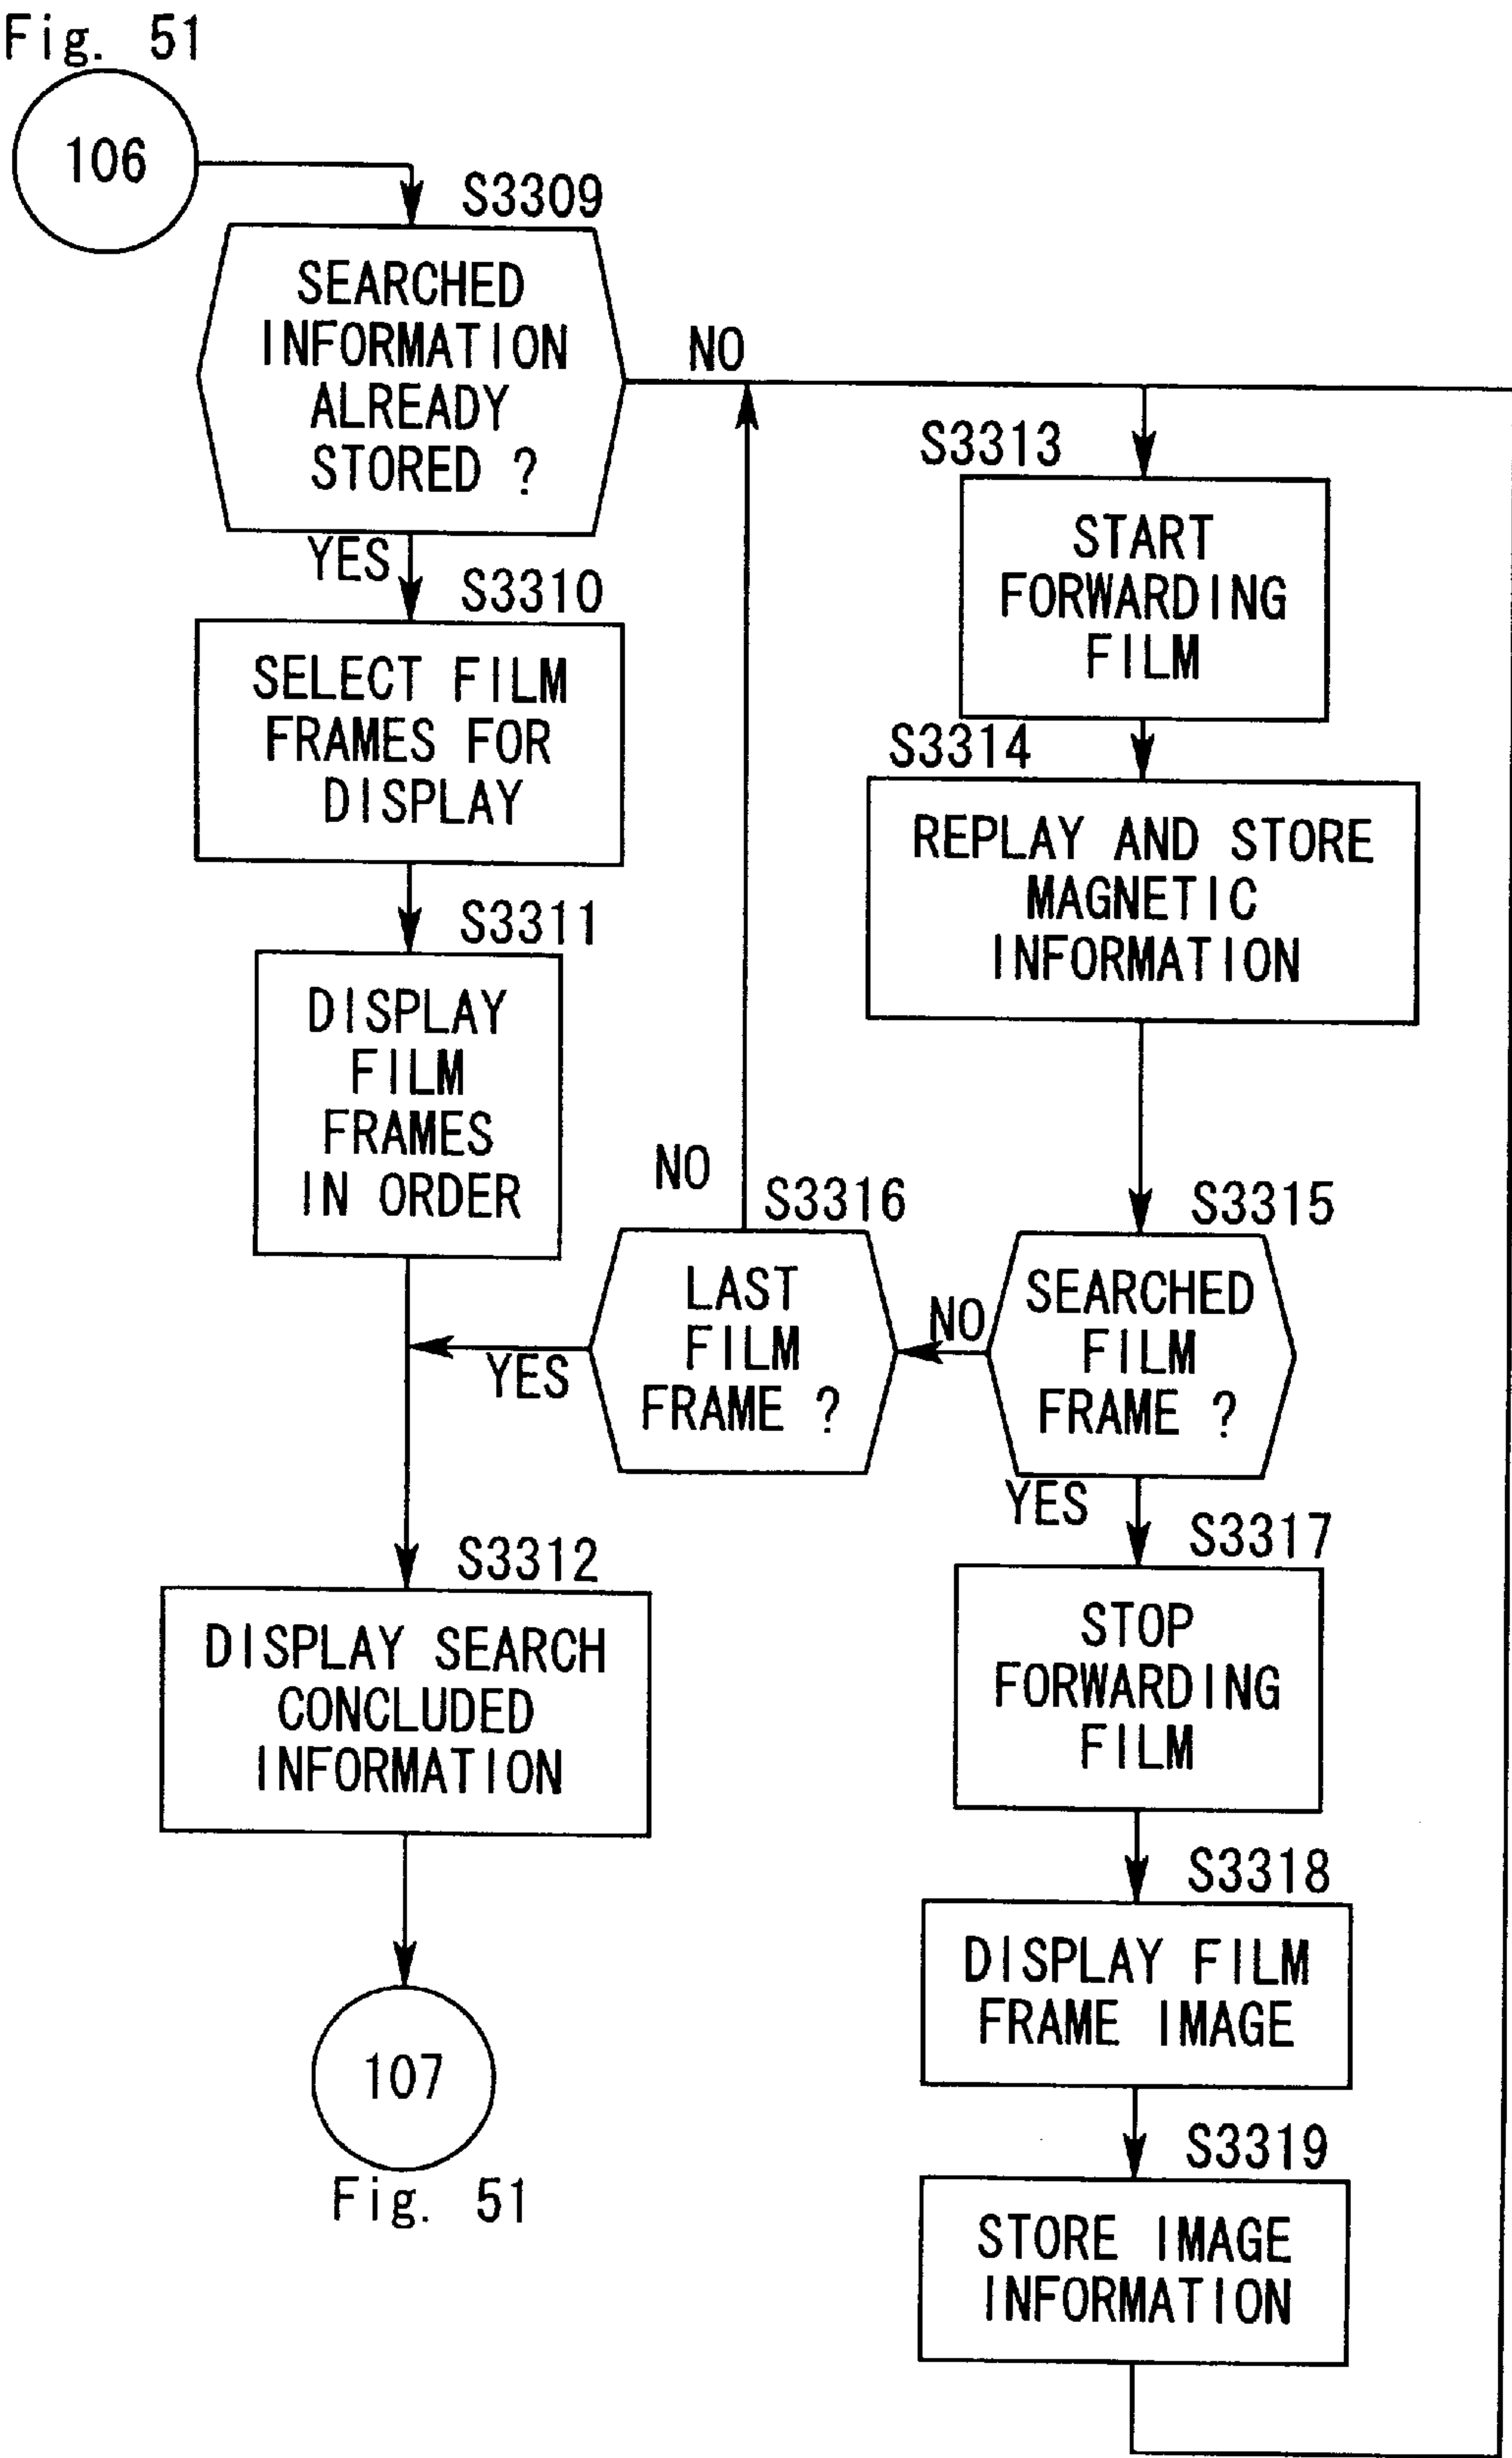 Fig. 51
106
S3309
SEARCHED
INFORMATION
ALREADY
STORED ?
NO
YES
S3310
SELECT FILM
FRAMES FOR
DISPLAY
S3311
DISPLAY
FILM
FRAMES
IN ORDER
S3312
DISPLAY SEARCH
CONCLUDED
INFORMATION
107
Fig. 51
S3313
START
FORWARDING
FILM
S3314
REPLAY AND STORE
MAGNETIC
INFORMATION
S3315
SEARCHED
FILM
FRAME ?
NO
YES
S3316
LAST
FILM
FRAME ?
NO
YES
S3317
STOP
FORWARDING
FILM
S3318
DISPLAY FILM
FRAME IMAGE
S3319
STORE IMAGE
INFORMATION